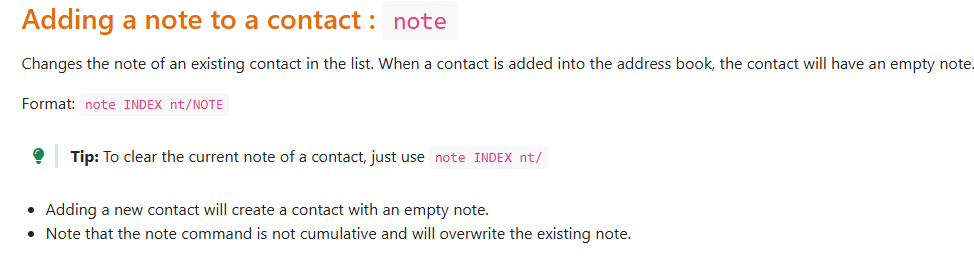 Adding a note to a contact : note
Changes the note of an existing contact in the list. When a contact is added into the address book, the contact will have an empty note.
Format: note INDEX nt/NOTE
Tip: To clear the current note of a contact, just use note INDEX nt/
Adding a new contact will create a contact with an empty note.
Note that the note command is not cumulative and will overwrite the existing note.